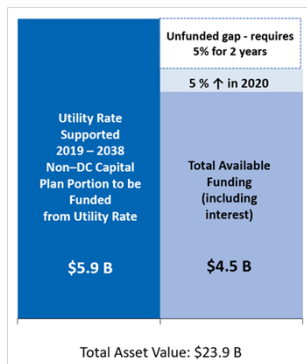 Unfunded gap - requires
5% for 2 years
5 % ↑ in 2020
Utility Rate
Supported
2019 – 2038
Non–DC Capital
Plan Portion to be
Funded
from Utility Rate
$5.9 B
Total Available
Funding
(including
interest)
$4.5 B
Total Asset Value: $23.9 B